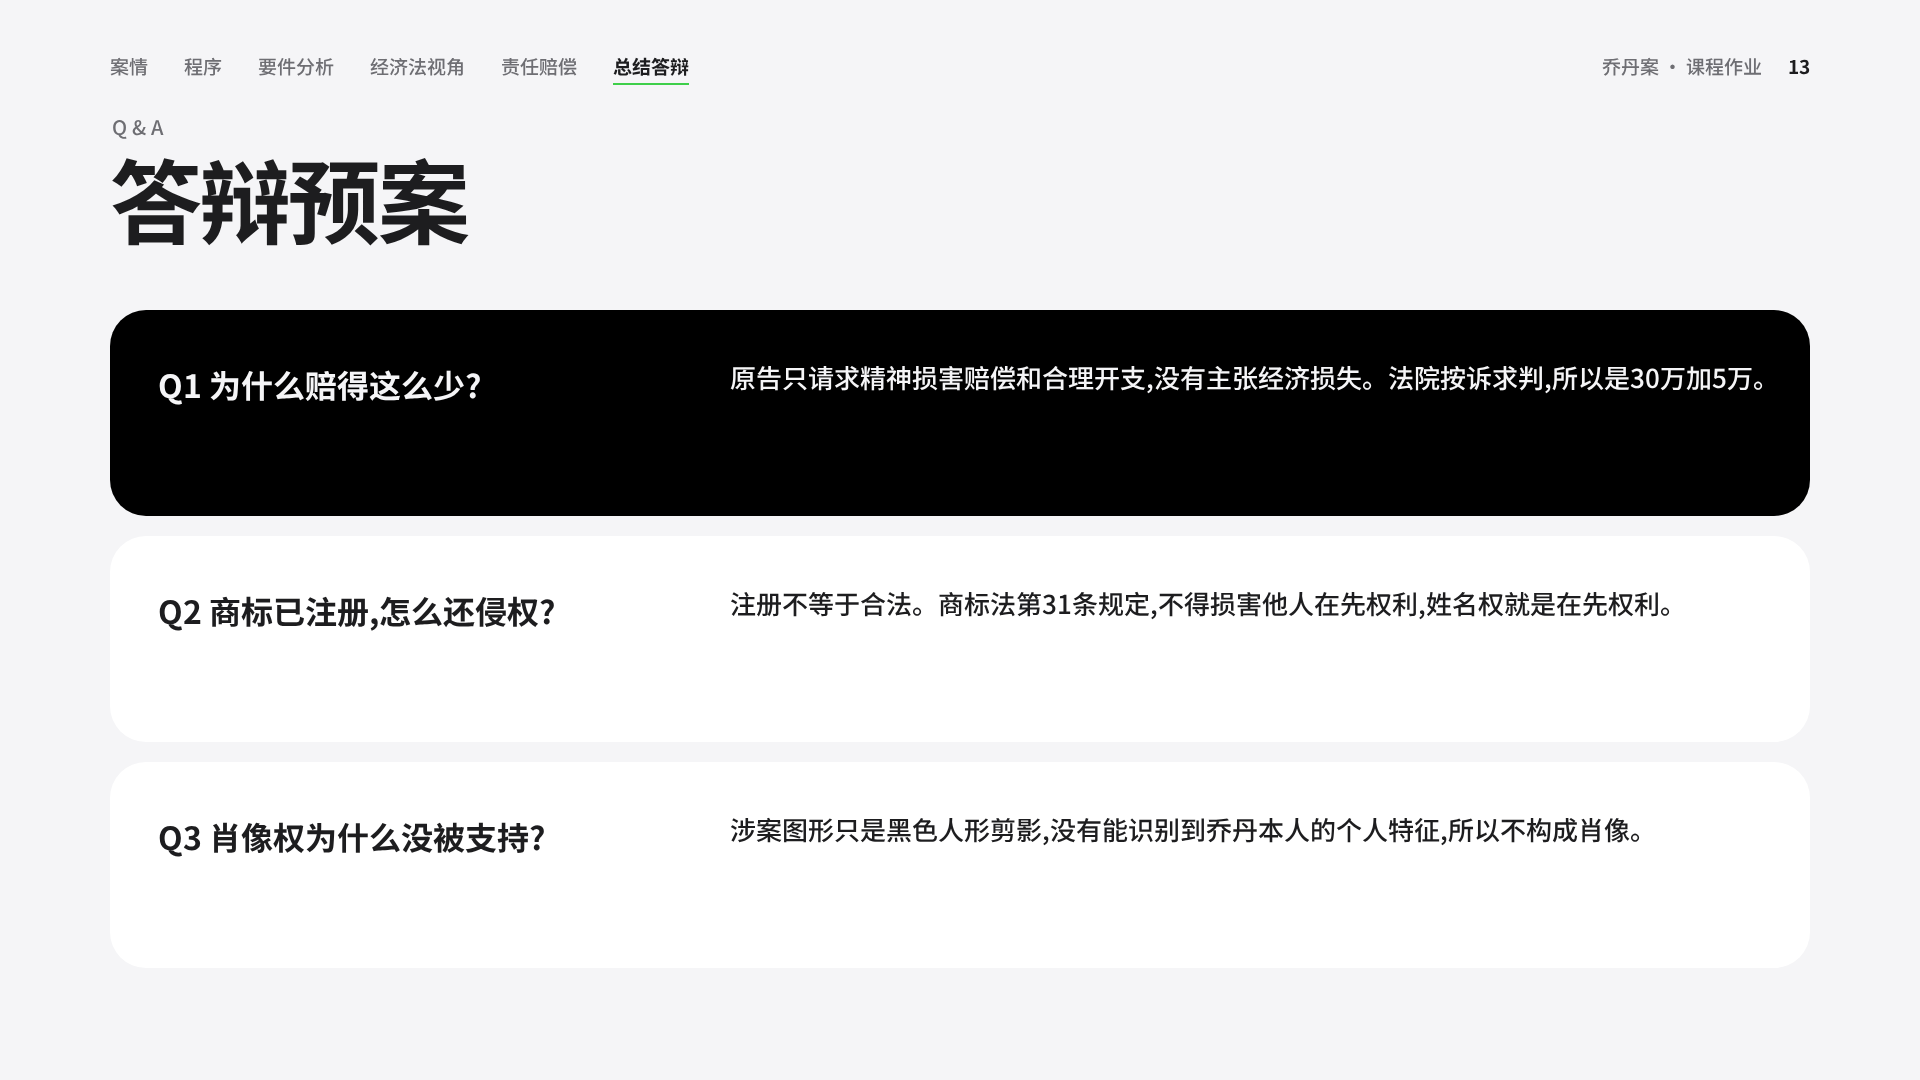 案情 程序 要件分析 经济法视角 责任赔偿 总结答辩 乔丹案 · 课程作业 13
Q & A
答辩预案
Q1 为什么赔得这么少? 原告只请求精神损害赔偿和合理开支,没有主张经济损失。法院按诉求判,所以是30万加5万。
Q2 商标已注册,怎么还侵权? 注册不等于合法。商标法第31条规定,不得损害他人在先权利,姓名权就是在先权利。
Q3 肖像权为什么没被支持? 涉案图形只是黑色人形剪影,没有能识别到乔丹本人的个人特征,所以不构成肖像。